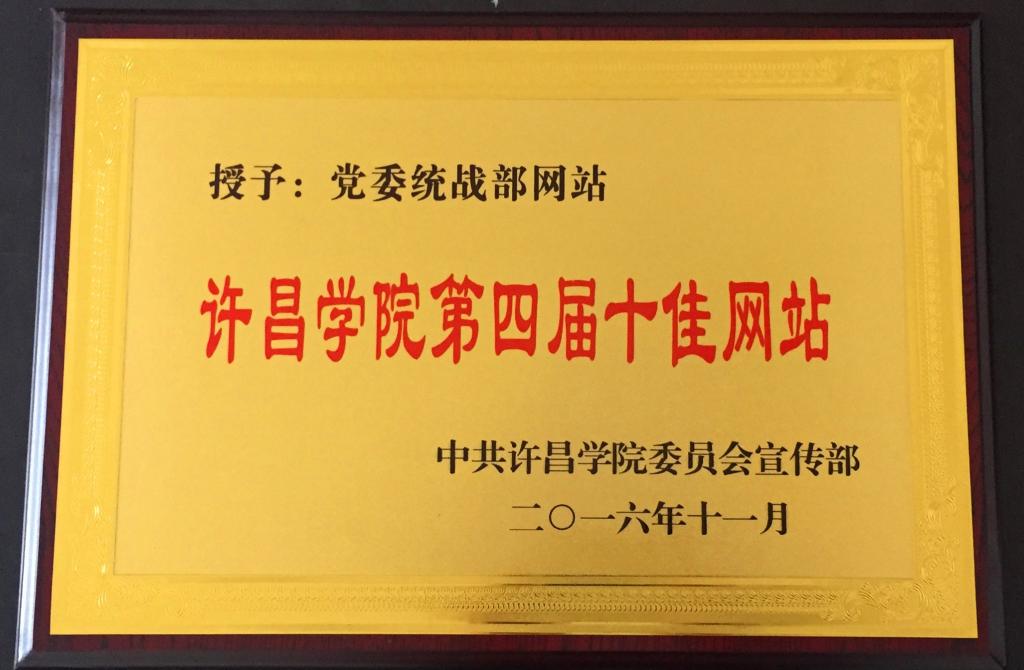 授予：党委统战部网站
许昌学院第四届十佳网站
中共许昌学院委员会宣传部
二〇一六年十一月